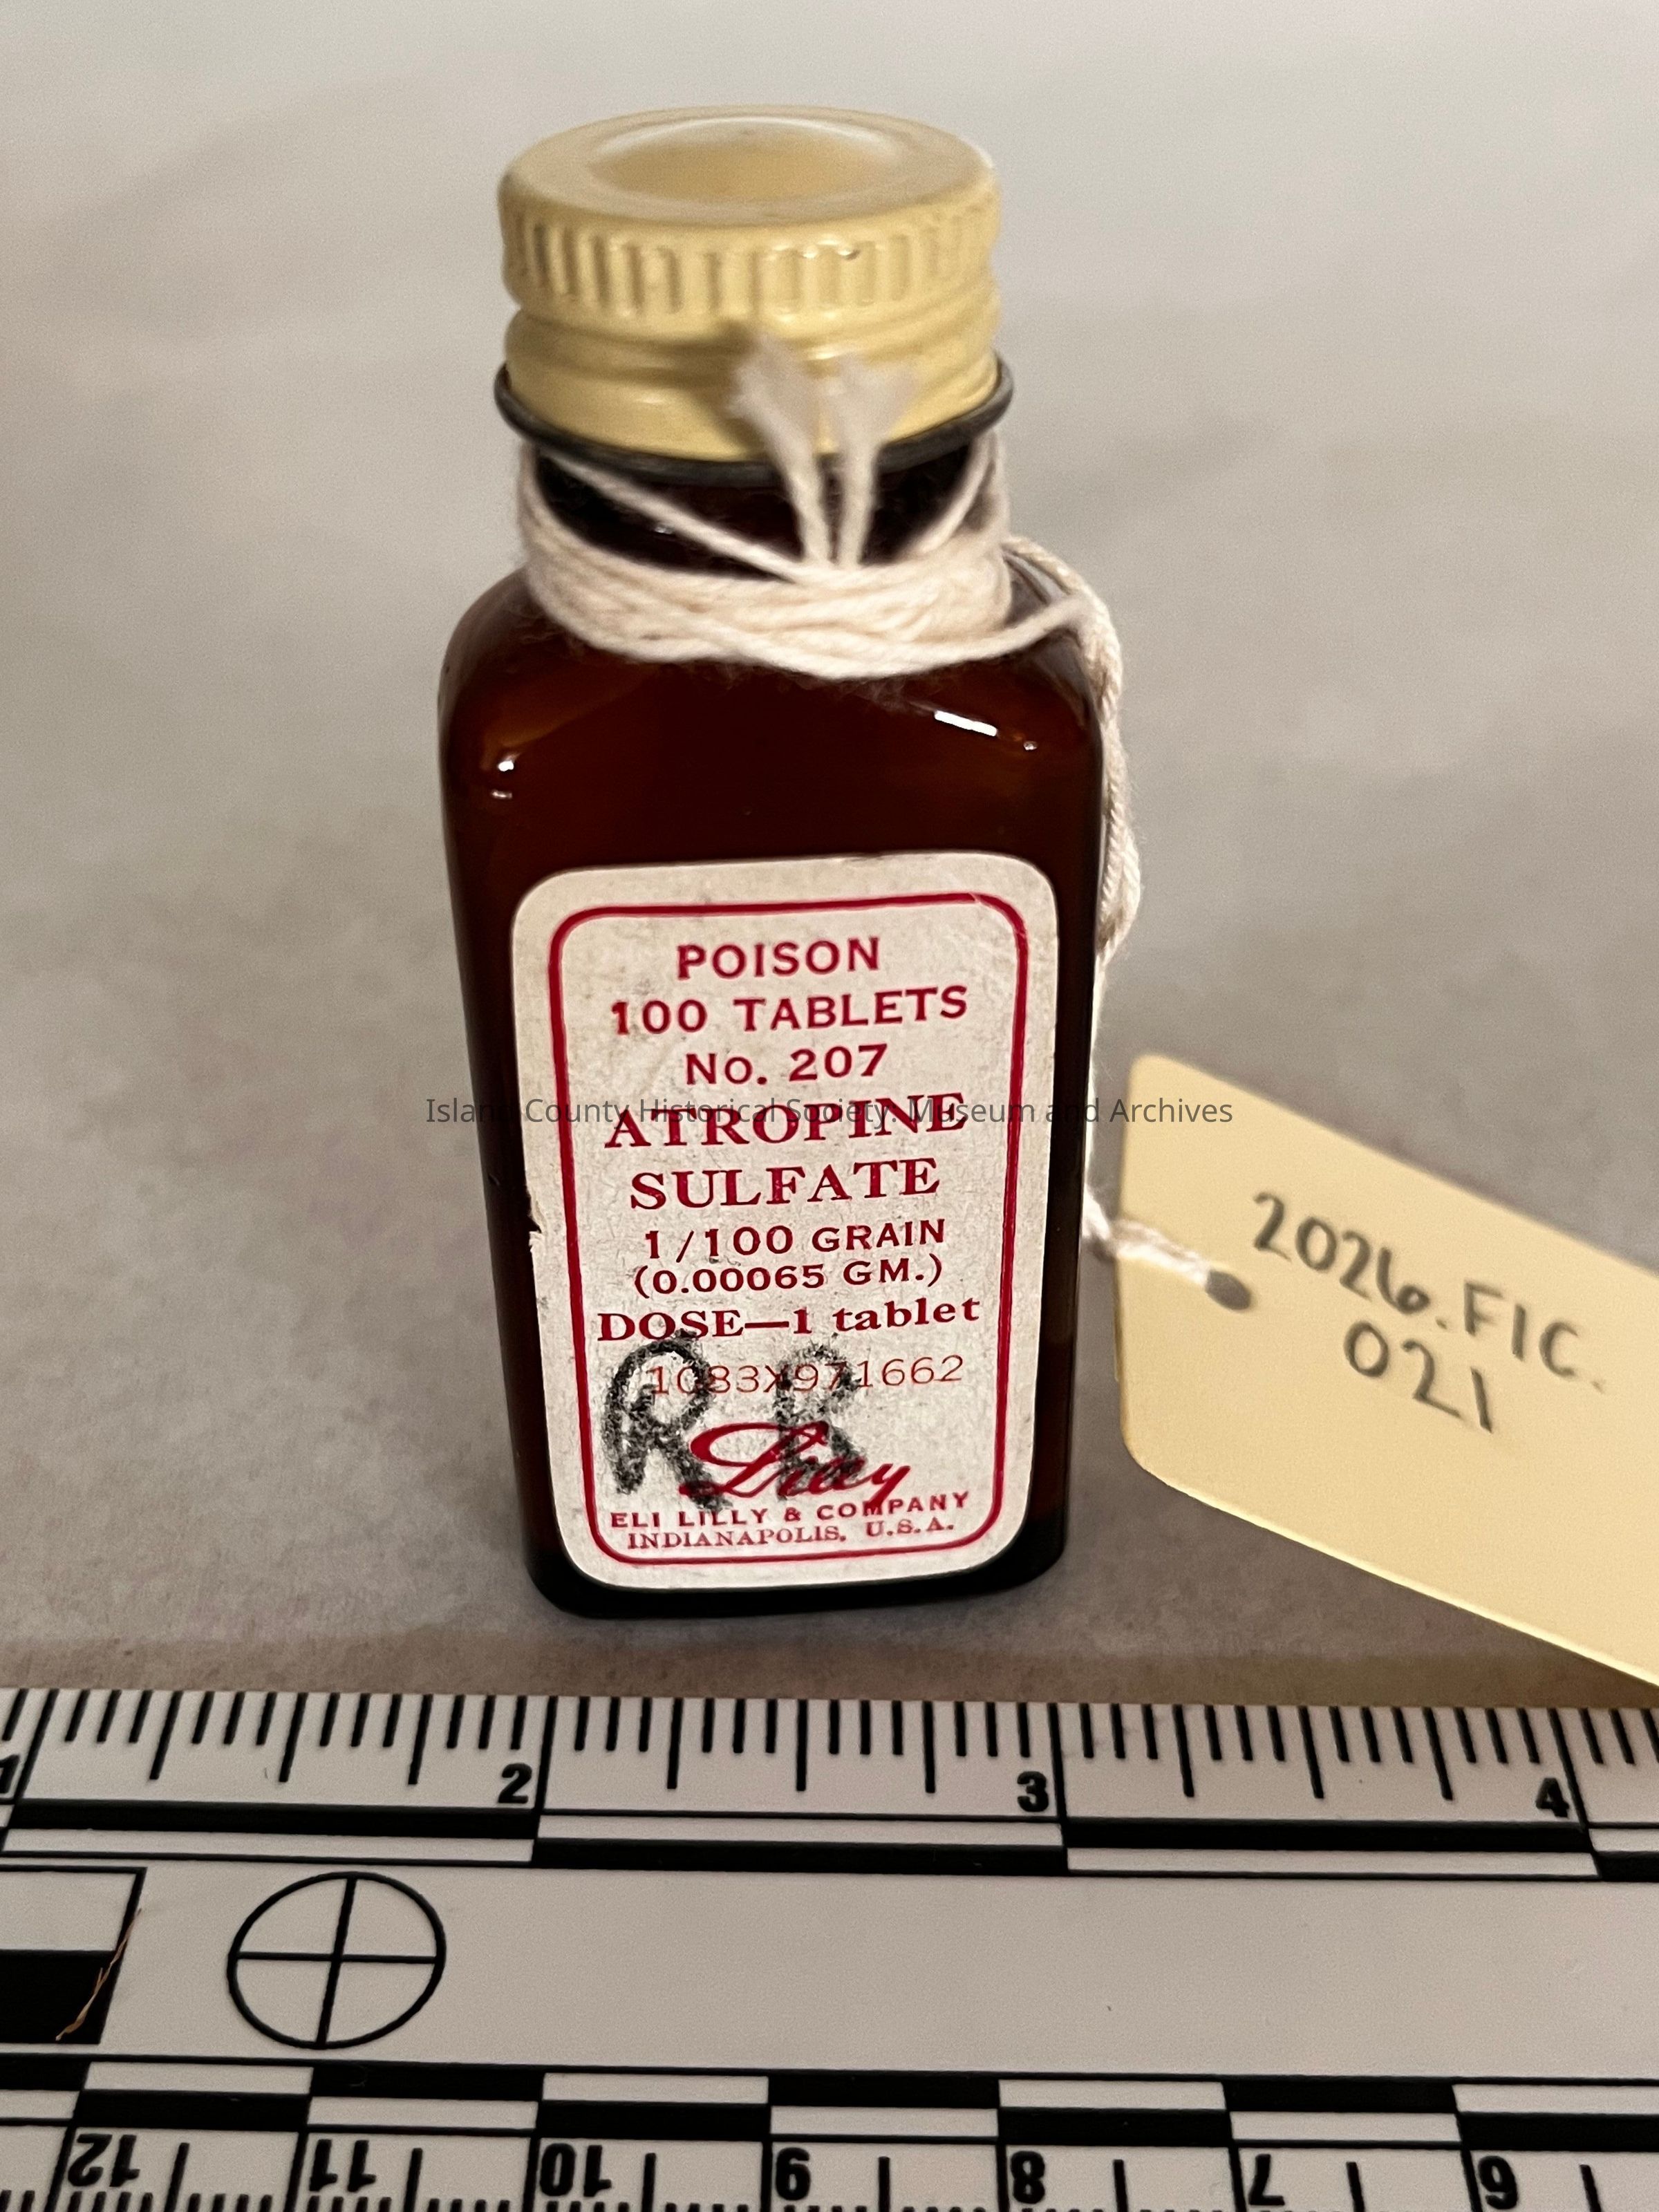 POISON
100 TABLETS
No. 207
ATROPINE
SULFATE
1/100 GRAIN
(0.00065 GM.)
DOSE—1 tablet
1083X971662
R R
Lilly
ELI LILLY & COMPANY
INDIANAPOLIS, U.S.A.
Island County Historical Society: Museum and Archives
2026.FIC.
021
1 2 3 4
12 11 10 9 8 7 6